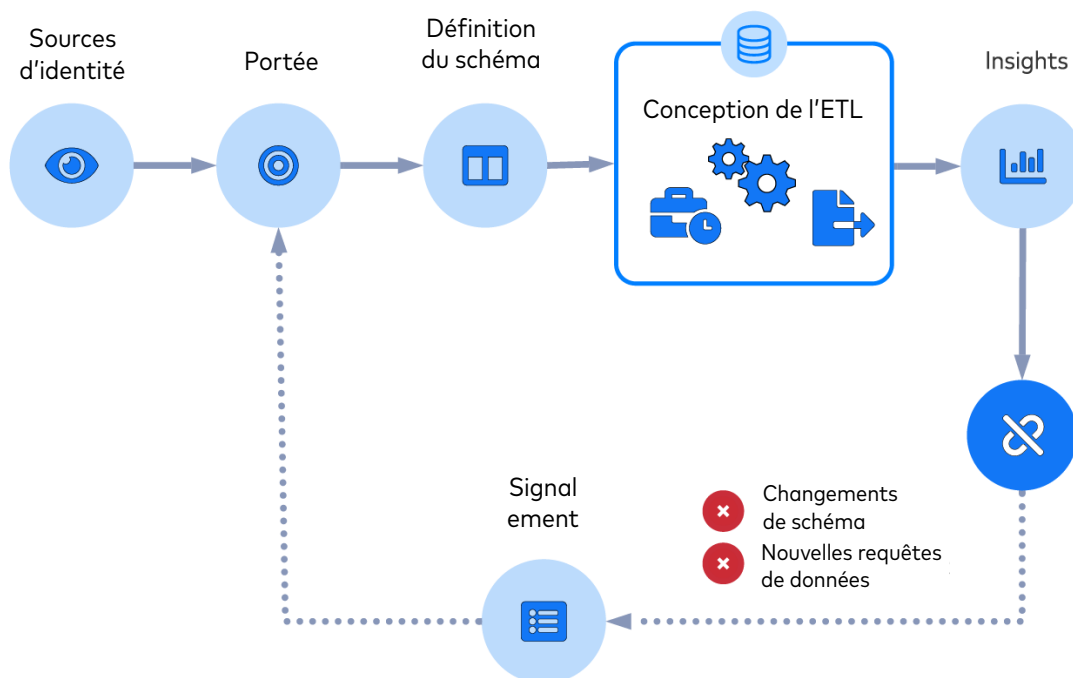 Sources
d'identité
Portée
Définition
du schéma
Conception de l'ETL
Insights
Signal
ement
Changements
de schéma
Nouvelles requêtes
de données